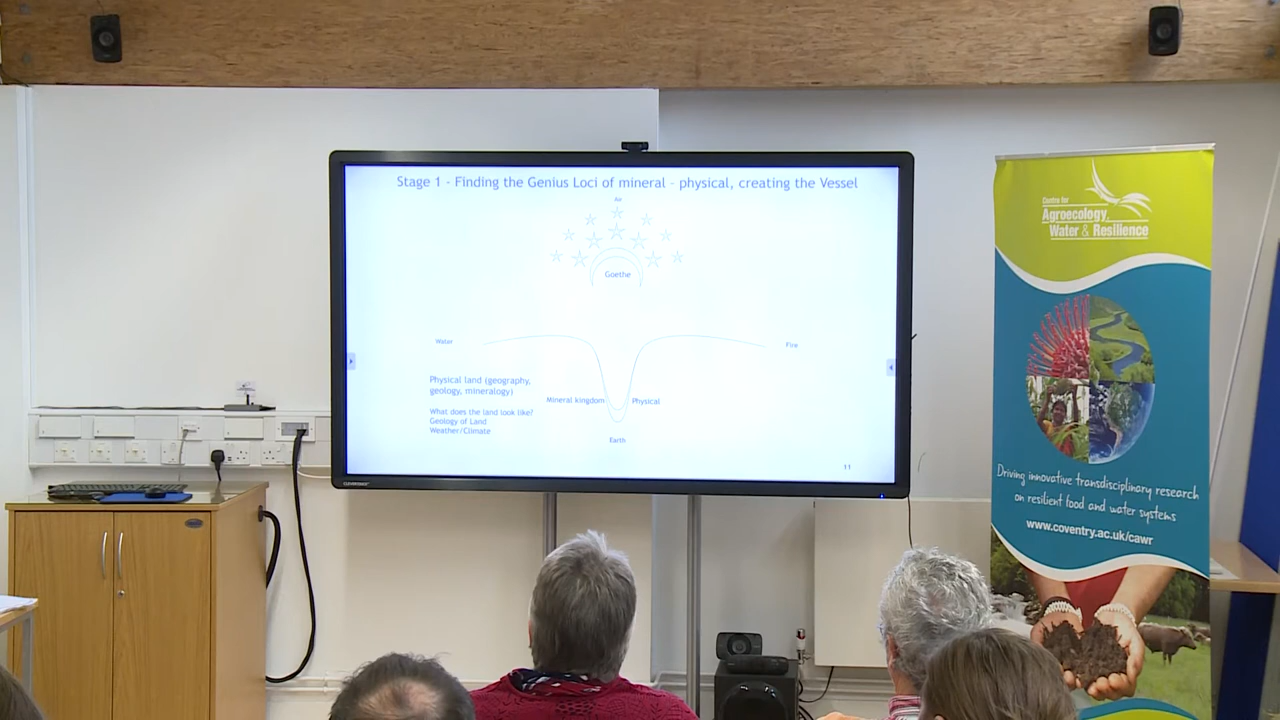 Stage 1 - Finding the Genius Loci of mineral - physical, creating the Vessel
Air
Goethe
Water
Fire
Physical land (geography,
geology, mineralogy)
Mineral kingdom
Physical
What does the land look like?
Geology of Land
Weather/Climate
Earth
11
CLEVERTOUCH
Centre for
Agroecology,
Water & Resilience
Driving innovative transdisciplinary research
on resilient food and water systems
www.coventry.ac.uk/cawr